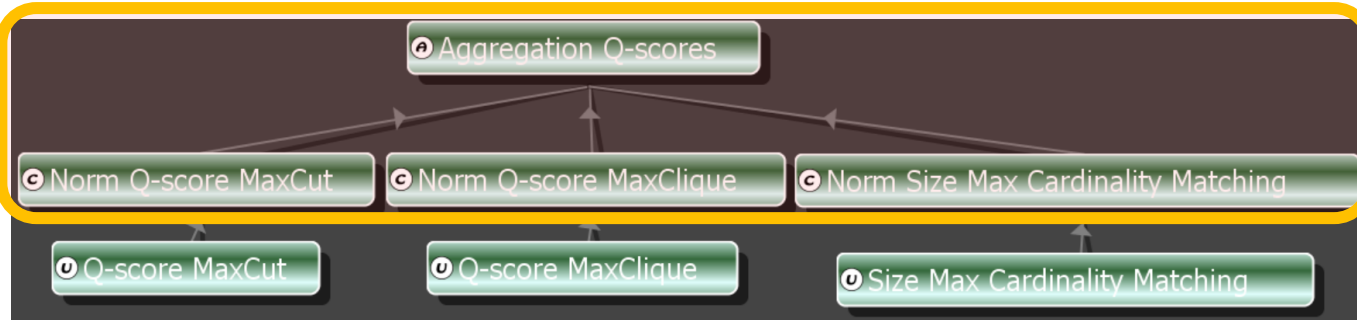 A Aggregation Q-scores
C Norm Q-score MaxCut
C Norm Q-score MaxClique
C Norm Size Max Cardinality Matching
U Q-score MaxCut
U Q-score MaxClique
U Size Max Cardinality Matching